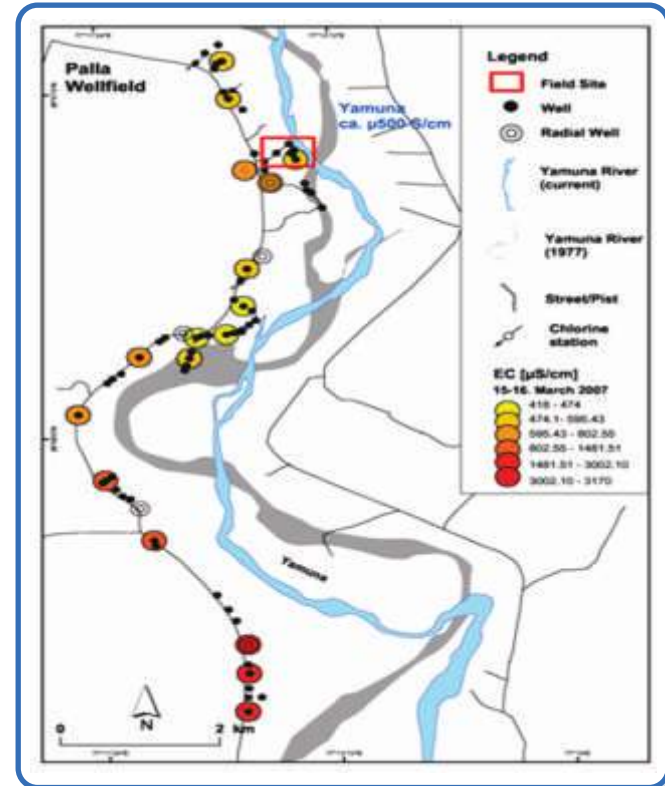 Palla
Wellfield
Yamuna
ca. µ500-S/cm
Legend
Field Site
Well
Radial Well
Yamuna River
(current)
Yamuna River
(1977)
Street/Pist
Chlorine
station
EC [µS/cm]
15-16. March 2007
418 - 474
474.1- 595.43
595.43 - 802.55
802.55 - 1481.51
1481.51 - 3002.10
3002.10 - 3170
Yamuna
N
0 2 km